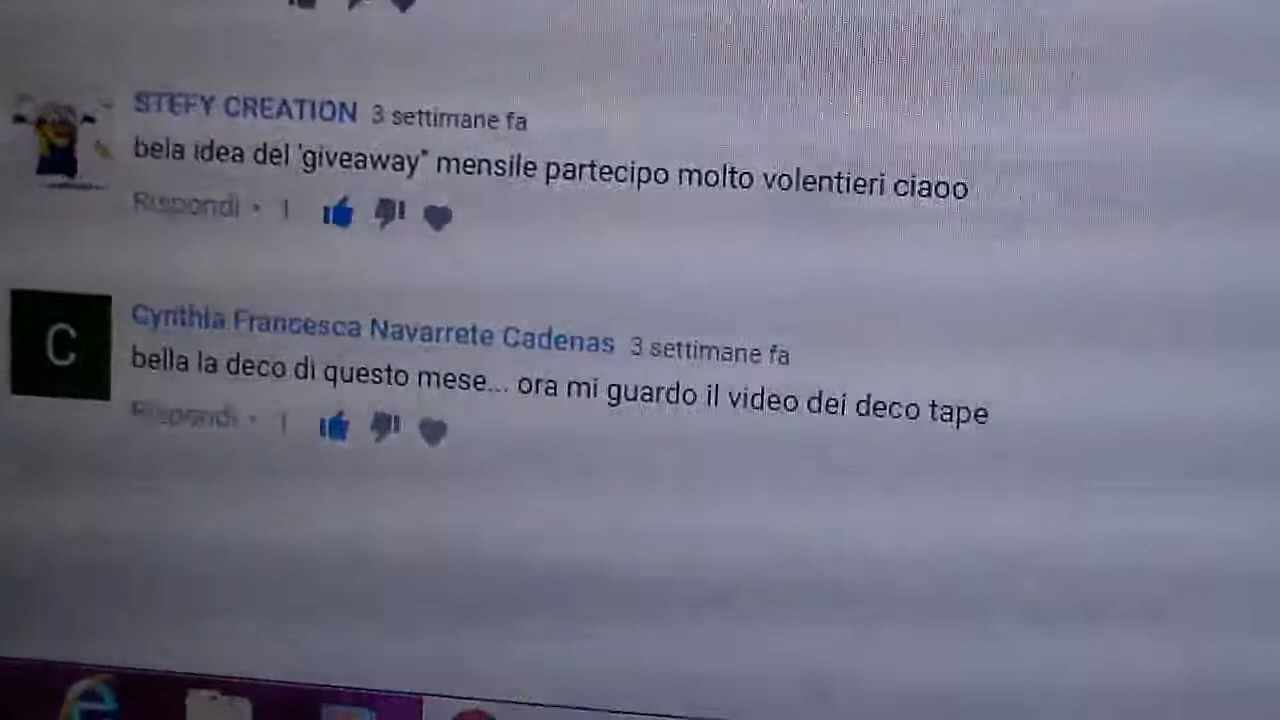 STEFY CREATION 3 settimane fa
bela idea del 'giveaway" mensile partecipo molto volentieri ciaoo
Rispondi • 1
C
Cynthia Francesca Navarrete Cadenas 3 settimane fa
bella la deco di questo mese... ora mi guardo il video dei deco tape
Rispondi • 1